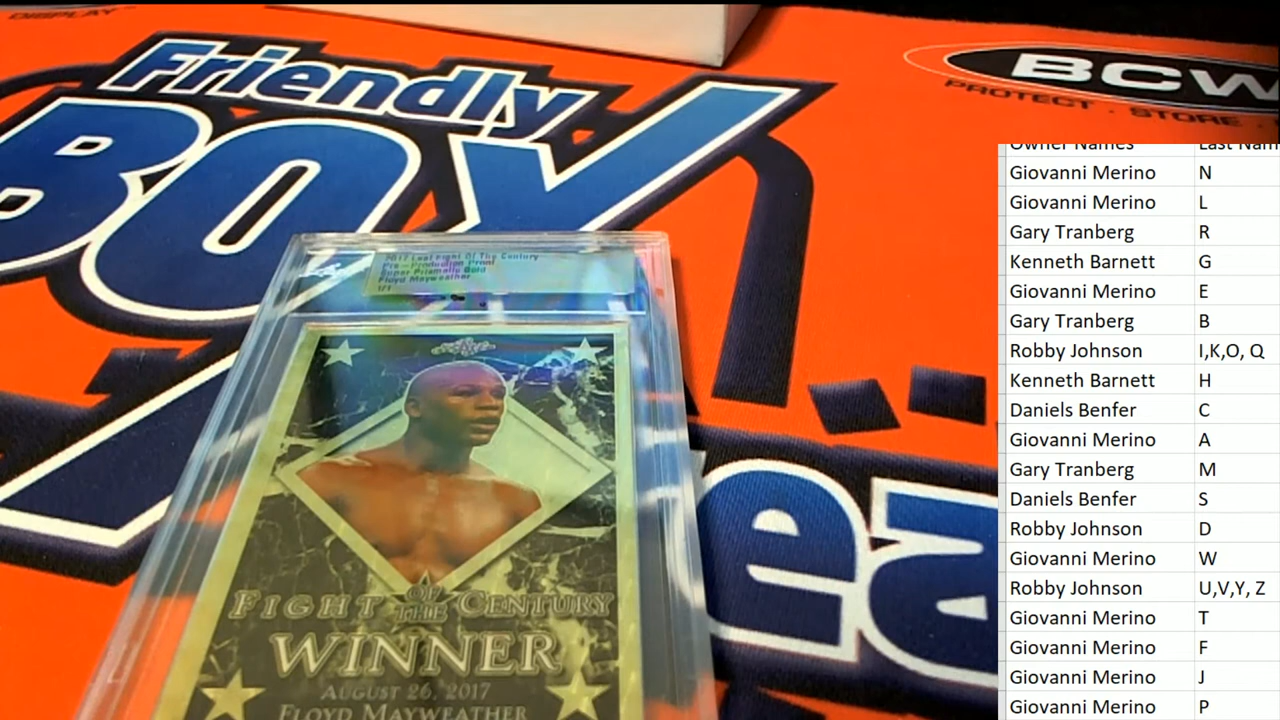 DISPLAY
Friendly
BOX
BCW
PROTECT · STORE ·
Owner Names Last Nam
Giovanni Merino N
Giovanni Merino L
Gary Tranberg R
Kenneth Barnett G
Giovanni Merino E
Gary Tranberg B
Robby Johnson I,K,O, Q
Kenneth Barnett H
Daniels Benfer C
Giovanni Merino A
Gary Tranberg M
Daniels Benfer S
Robby Johnson D
Giovanni Merino W
Robby Johnson U,V,Y, Z
Giovanni Merino T
Giovanni Merino F
Giovanni Merino J
Giovanni Merino P
2017 Leaf Fight Of The Century
Pre-Production Proof
Super Prismatic Gold
Floyd Mayweather
1/1
FIGHT OF THE CENTURY
WINNER
AUGUST 26, 2017
FLOYD MAYWEATHER
ea